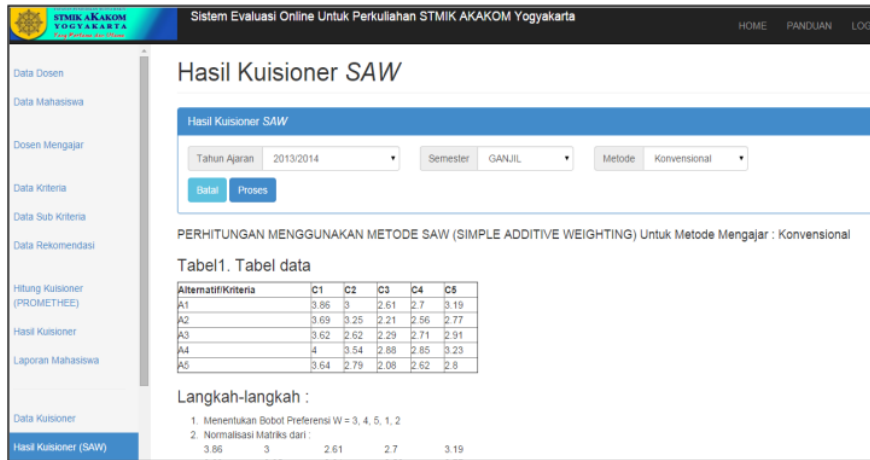 STMIK AKAKOM
YOGYAKARTA
Sistem Evaluasi Online Untuk Perkuliahan STMIK AKAKOM Yogyakarta
HOME PANDUAN LOG
Data Dosen
Data Mahasiswa
Dosen Mengajar
Data Kriteria
Data Sub Kriteria
Data Rekomendasi
Hitung Kuisioner
(PROMETHEE)
Hasil Kuisioner
Laporan Mahasiswa
Data Kuisioner
Hasil Kuisioner (SAW)
Hasil Kuisioner SAW
Hasil Kuisioner SAW
Tahun Ajaran 2013/2014 Semester GANJIL Metode Konvensional
Batal Proses
PERHITUNGAN MENGGUNAKAN METODE SAW (SIMPLE ADDITIVE WEIGHTING) Untuk Metode Mengajar : Konvensional
Tabel1. Tabel data
Alternatif/Kriteria C1 C2 C3 C4 C5
A1 3.86 3 2.61 2.7 3.19
A2 3.69 3.25 2.21 2.56 2.77
A3 3.62 2.62 2.29 2.71 2.91
A4 4 3.54 2.88 2.85 3.23
A5 3.64 2.79 2.08 2.62 2.8
Langkah-langkah :
1. Menentukan Bobot Preferensi W = 3, 4, 5, 1, 2
2. Normalisasi Matriks dari :
3.86 3 2.61 2.7 3.19